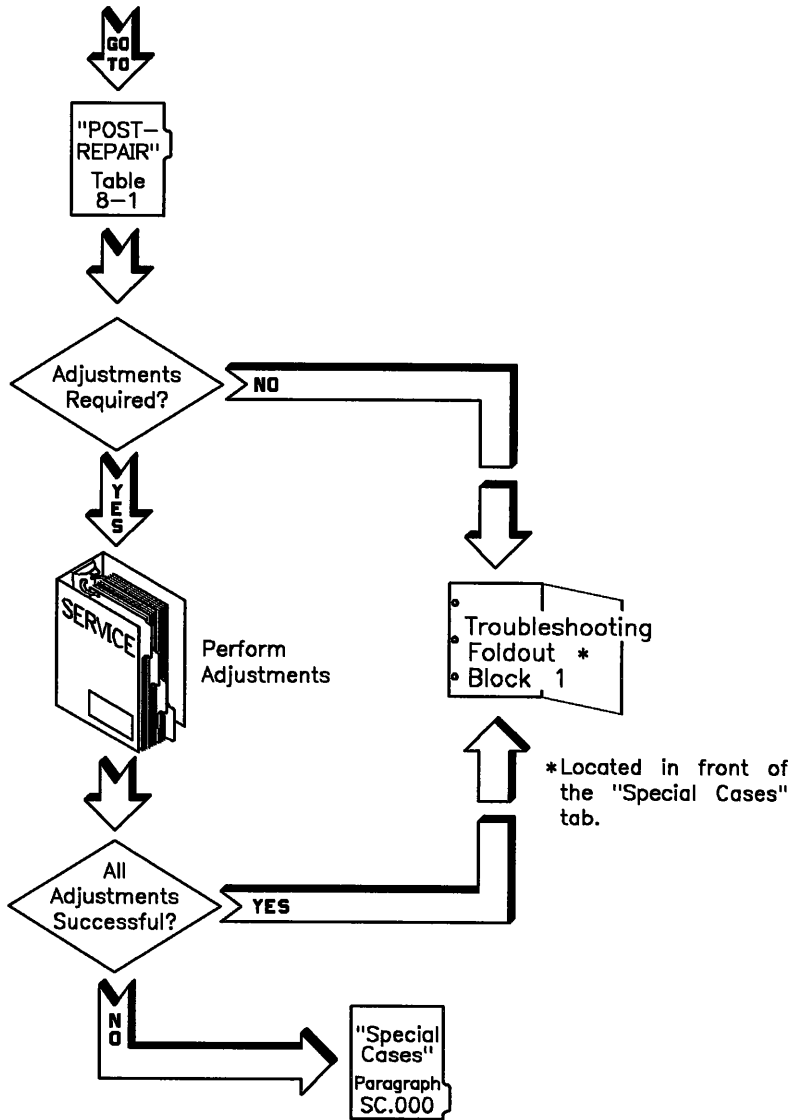 GO
TO
"POST-
REPAIR"
Table
8-1
Adjustments
Required?
NO
YES
SERVICE
Perform
Adjustments
Troubleshooting
Foldout *
Block 1
*Located in front of
the "Special Cases"
tab.
All
Adjustments
Successful?
YES
NO
"Special
Cases"
Paragraph
SC.000